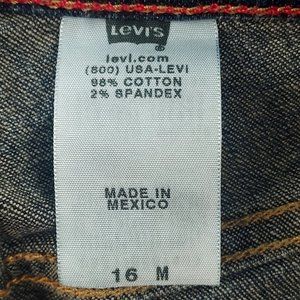 LEVI'S
levi.com
(800) USA-LEVI
98% COTTON
2% SPANDEX
MADE IN
MEXICO
16 M